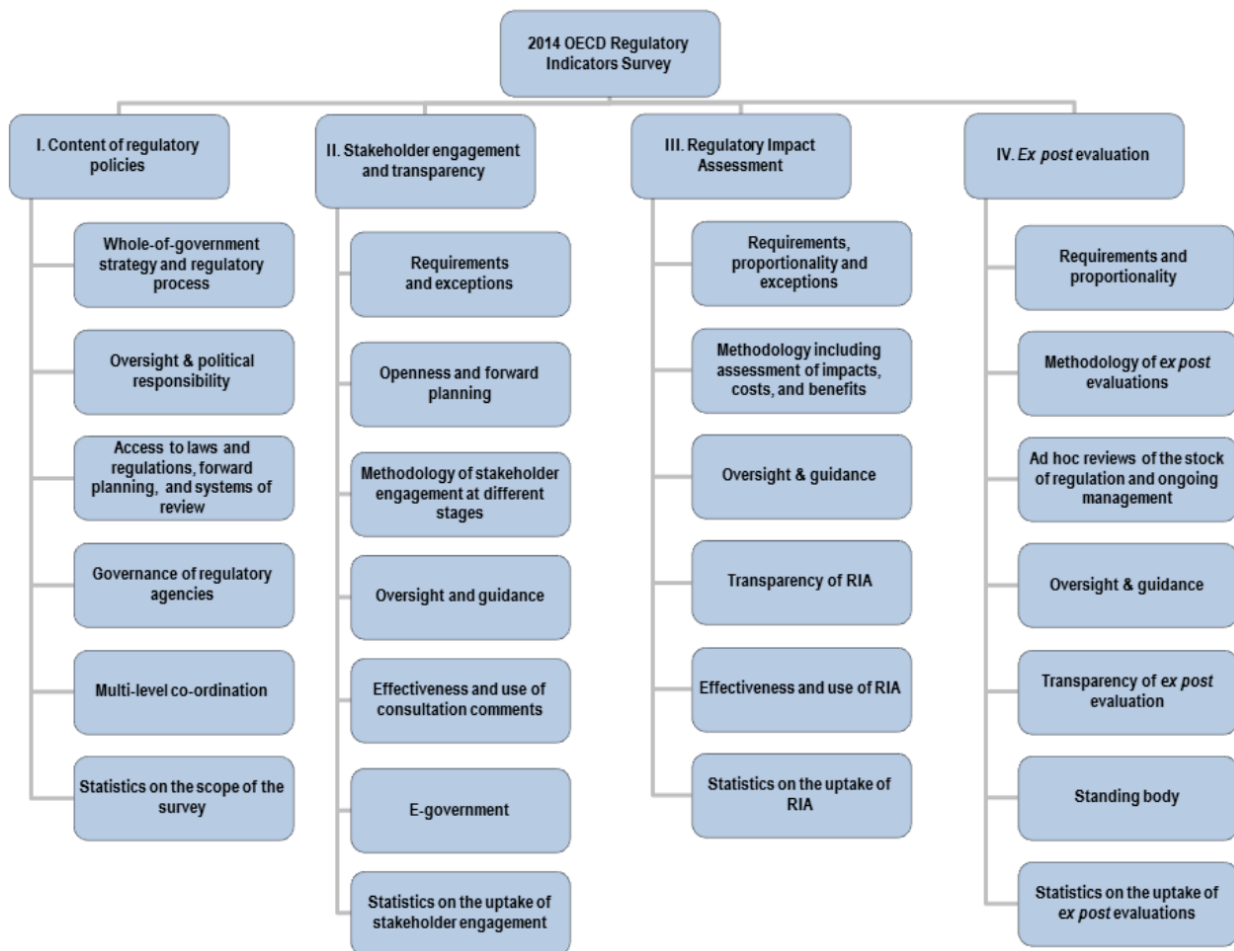 2014 OECD Regulatory
Indicators Survey
I. Content of regulatory
policies
Whole-of-government
strategy and regulatory
process
Oversight & political
responsibility
Access to laws and
regulations, forward
planning, and systems of
review
Governance of regulatory
agencies
Multi-level co-ordination
Statistics on the scope of the
survey
II. Stakeholder engagement
and transparency
Requirements
and exceptions
Openness and forward
planning
Methodology of stakeholder
engagement at different
stages
Oversight and guidance
Effectiveness and use of
consultation comments
E-government
Statistics on the uptake of
stakeholder engagement
III. Regulatory Impact
Assessment
Requirements,
proportionality and
exceptions
Methodology including
assessment of impacts,
costs, and benefits
Oversight & guidance
Transparency of RIA
Effectiveness and use of RIA
Statistics on the uptake of
RIA
IV. Ex post evaluation
Requirements and
proportionality
Methodology of ex post
evaluations
Ad hoc reviews of the stock
of regulation and ongoing
management
Oversight & guidance
Transparency of ex post
evaluation
Standing body
Statistics on the uptake of
ex post evaluations